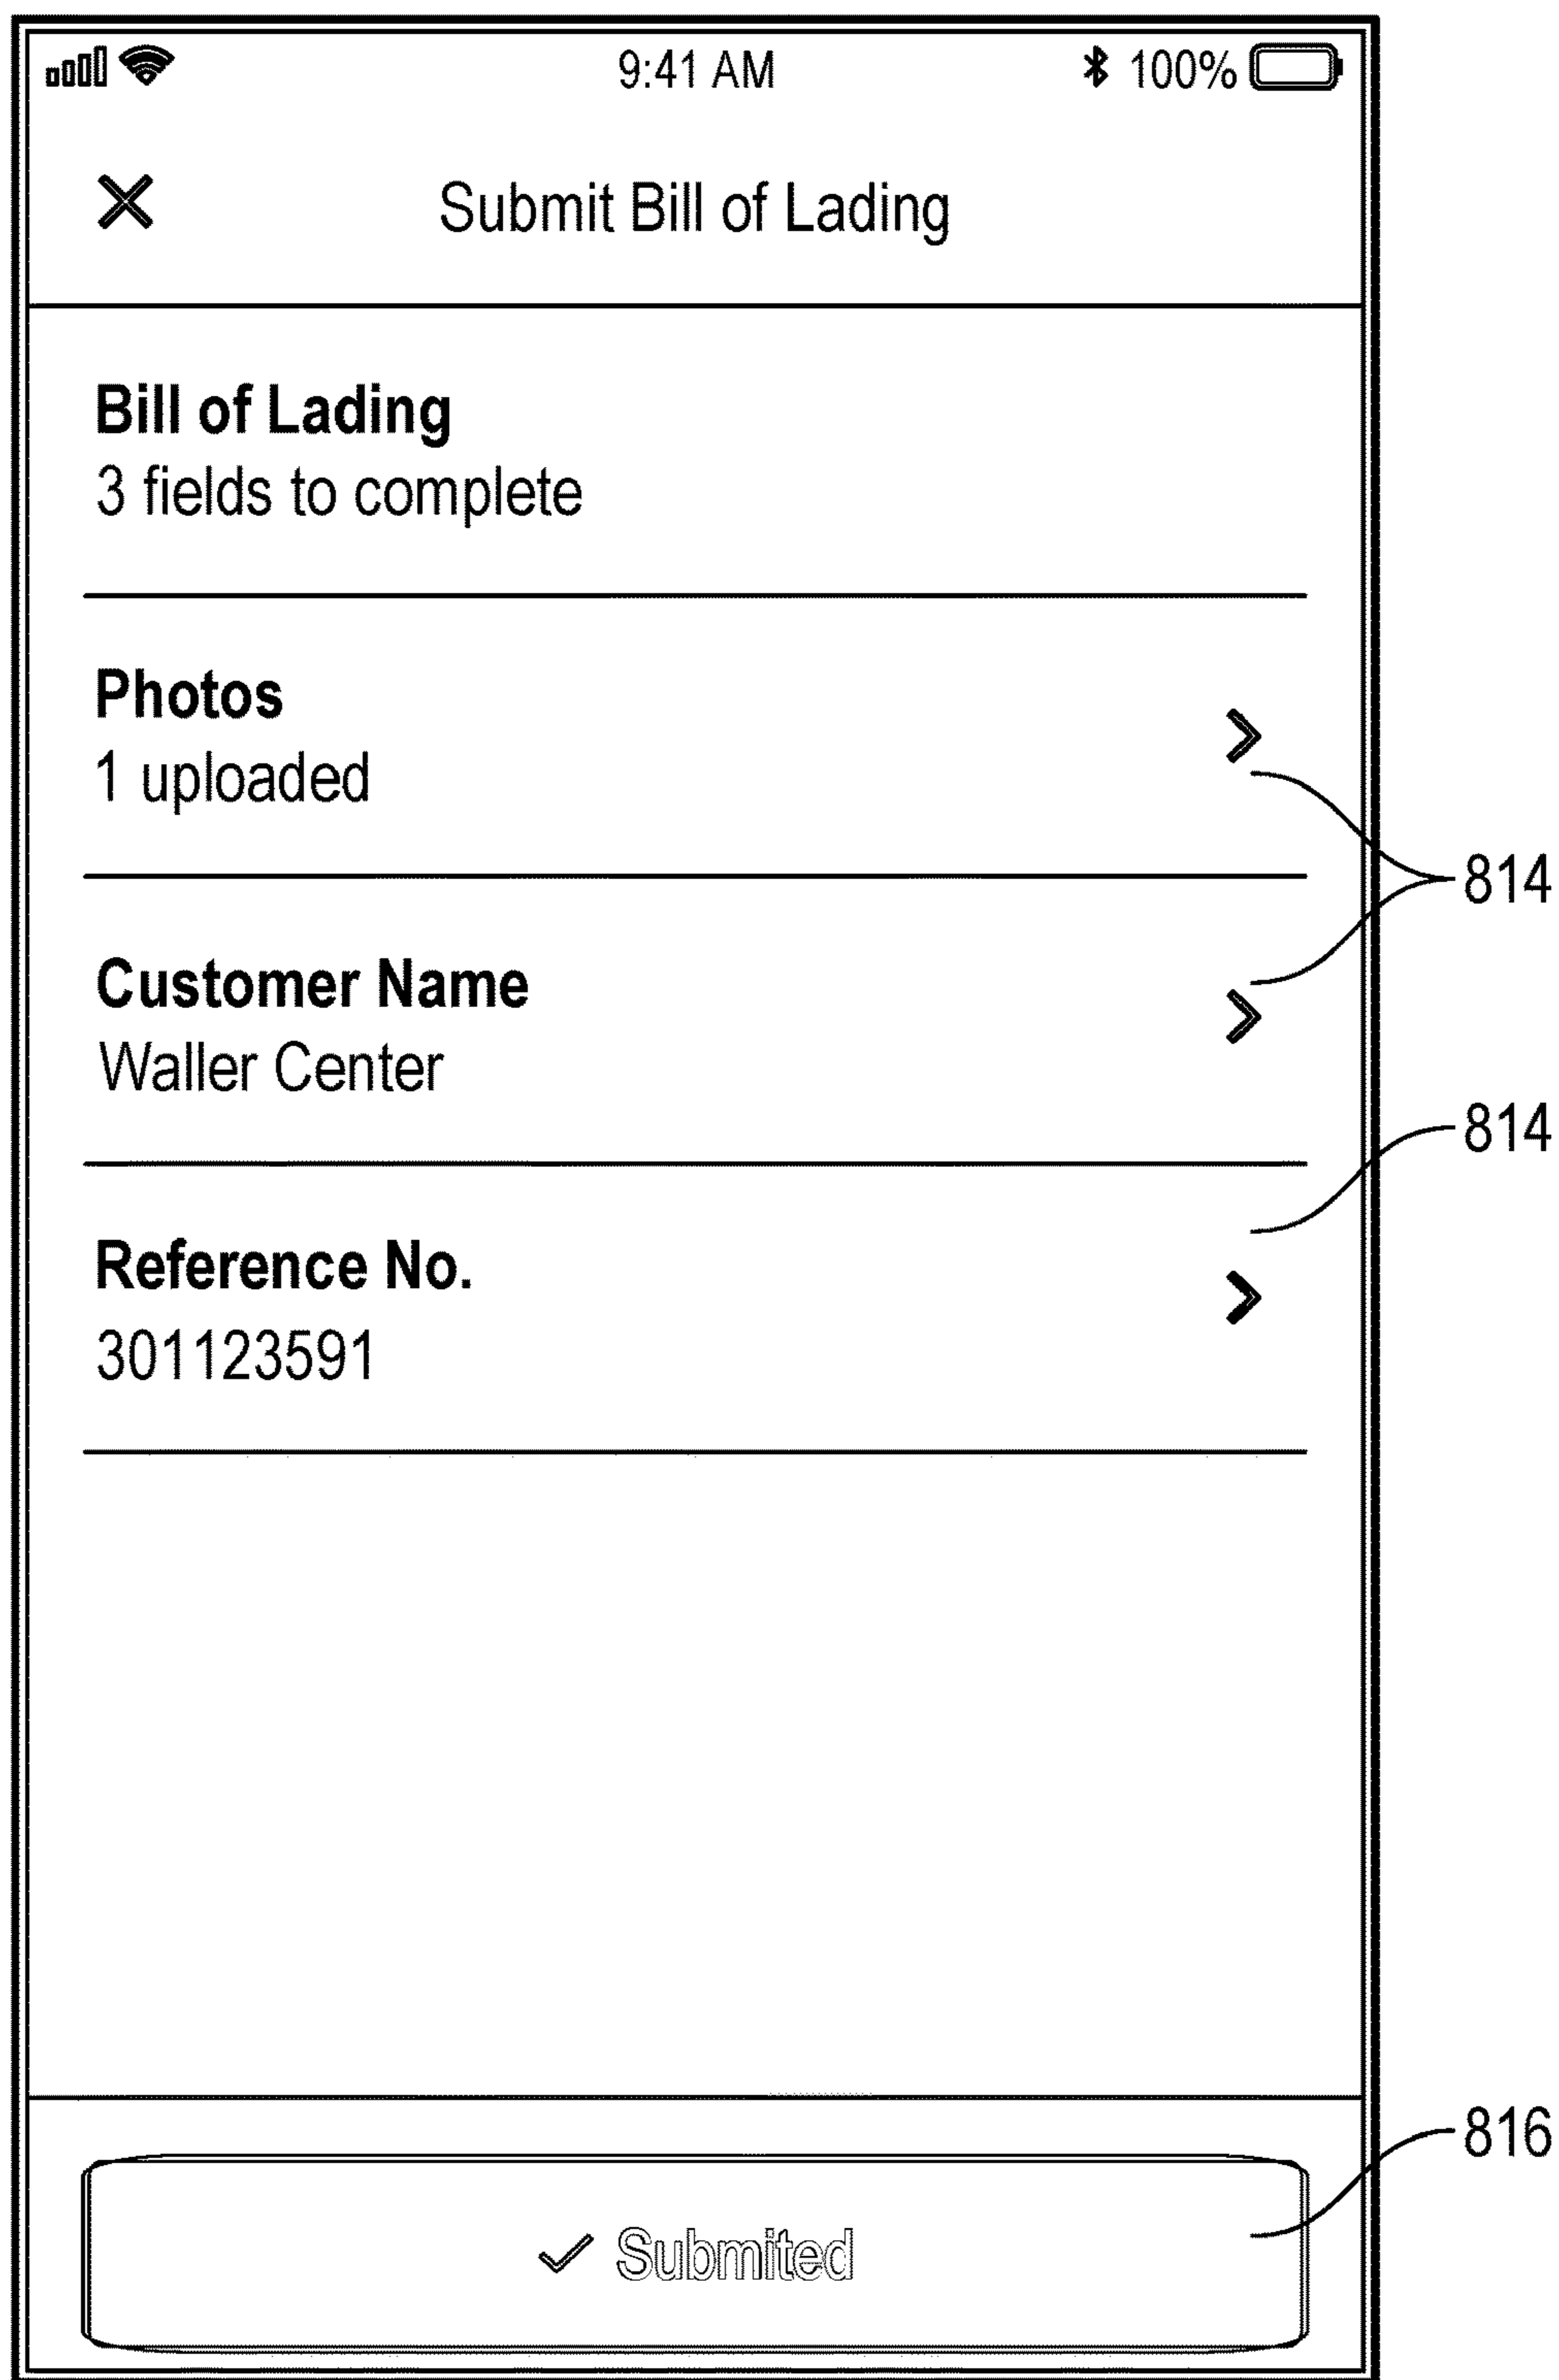 9:41 AM 100%
Submit Bill of Lading
Bill of Lading
3 fields to complete
Photos
1 uploaded
814
Customer Name
Waller Center
814
Reference No.
301123591
816
Submited